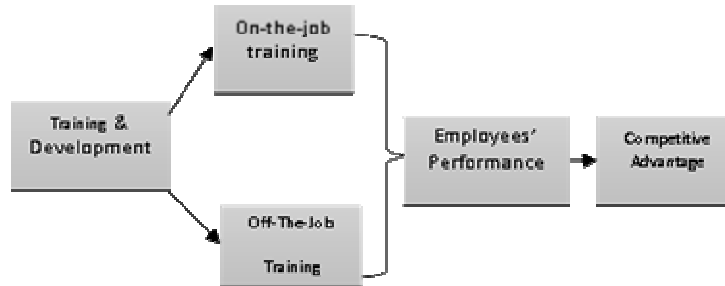 On-the-job
training
Training &
Development
Employees'
Performance
Competitive
Advantage
Off-The-Job
Training